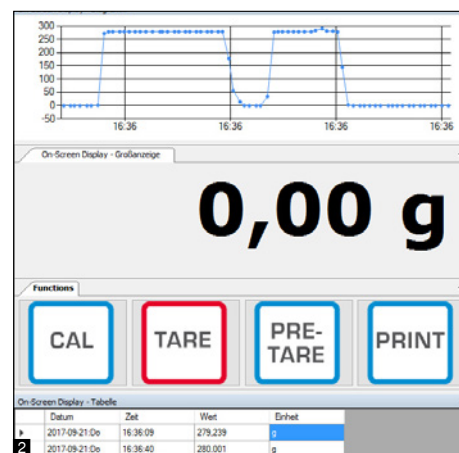 300
250
200
150
100
50
0
-50
16:36 16:36 16:36 16:36
On-Screen Display - Großanzeige
0,00 g
Functions
CAL TARE PRE-TARE PRINT
On-Screen Display - Tabelle
Datum Zeit Wert Einheit
2017-09-21:Do 16:36:09 279,239 g
2 2017-09-21:Do 16:36:40 280,001 g